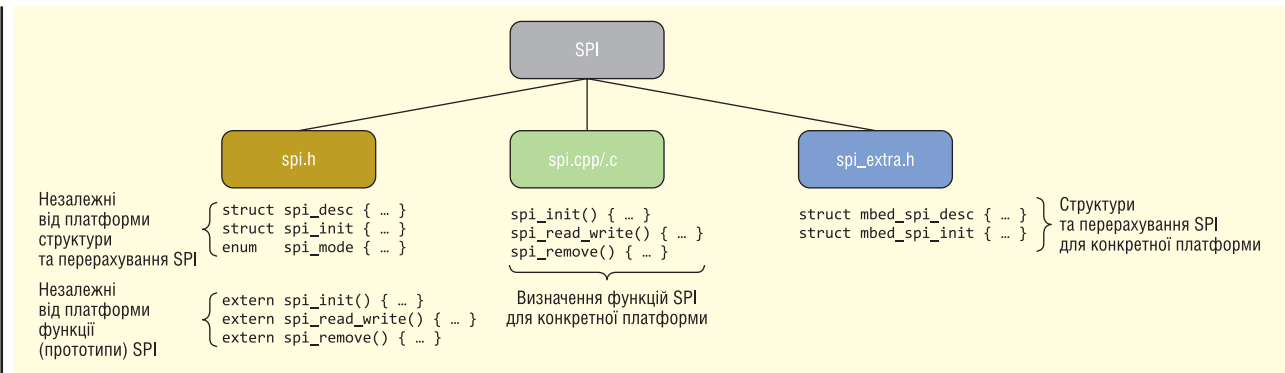 SPI
spi.h
spi.cpp/.c
spi_extra.h
Незалежні
від платформи
структури
та перерахування SPI
struct spi_desc { … }
struct spi_init { … }
enum   spi_mode { … }
Незалежні
від платформи
функції
(прототипи) SPI
extern spi_init() { … }
extern spi_read_write() { … }
extern spi_remove() { … }
spi_init() { … }
spi_read_write() { … }
spi_remove() { … }
Визначення функцій SPI
для конкретної платформи
struct mbed_spi_desc { … }
struct mbed_spi_init { … }
Структури
та перерахування SPI
для конкретної платформи